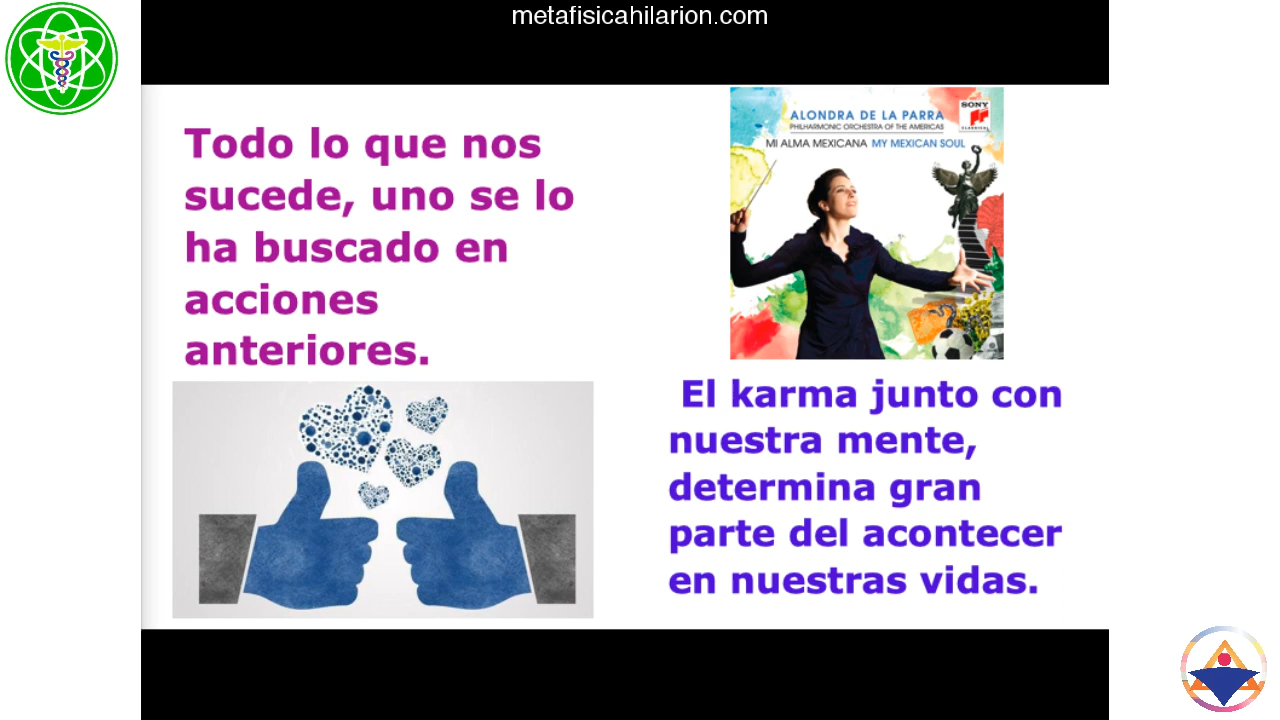 metafisicahilarion.com
Todo lo que nos
sucede, uno se lo
ha buscado en
acciones
anteriores.
ALONDRA DE LA PARRA
PHILHARMONIC ORCHESTRA OF THE AMERICAS
MI ALMA MEXICANA MY MEXICAN SOUL
SONY
CLASSICAL
El karma junto con
nuestra mente,
determina gran
parte del acontecer
en nuestras vidas.